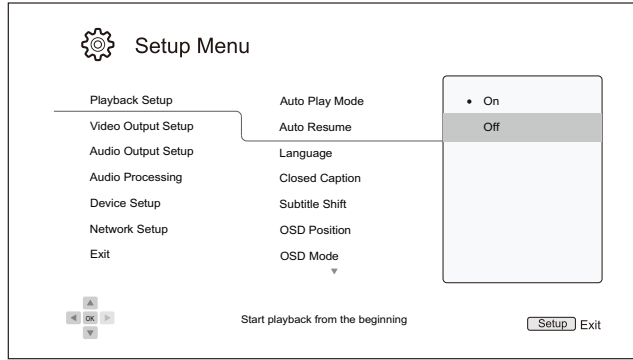 Setup Menu
Playback Setup
Video Output Setup
Audio Output Setup
Audio Processing
Device Setup
Network Setup
Exit
Auto Play Mode
Auto Resume
Language
Closed Caption
Subtitle Shift
OSD Position
OSD Mode
• On
Off
OK
Start playback from the beginning
Setup Exit